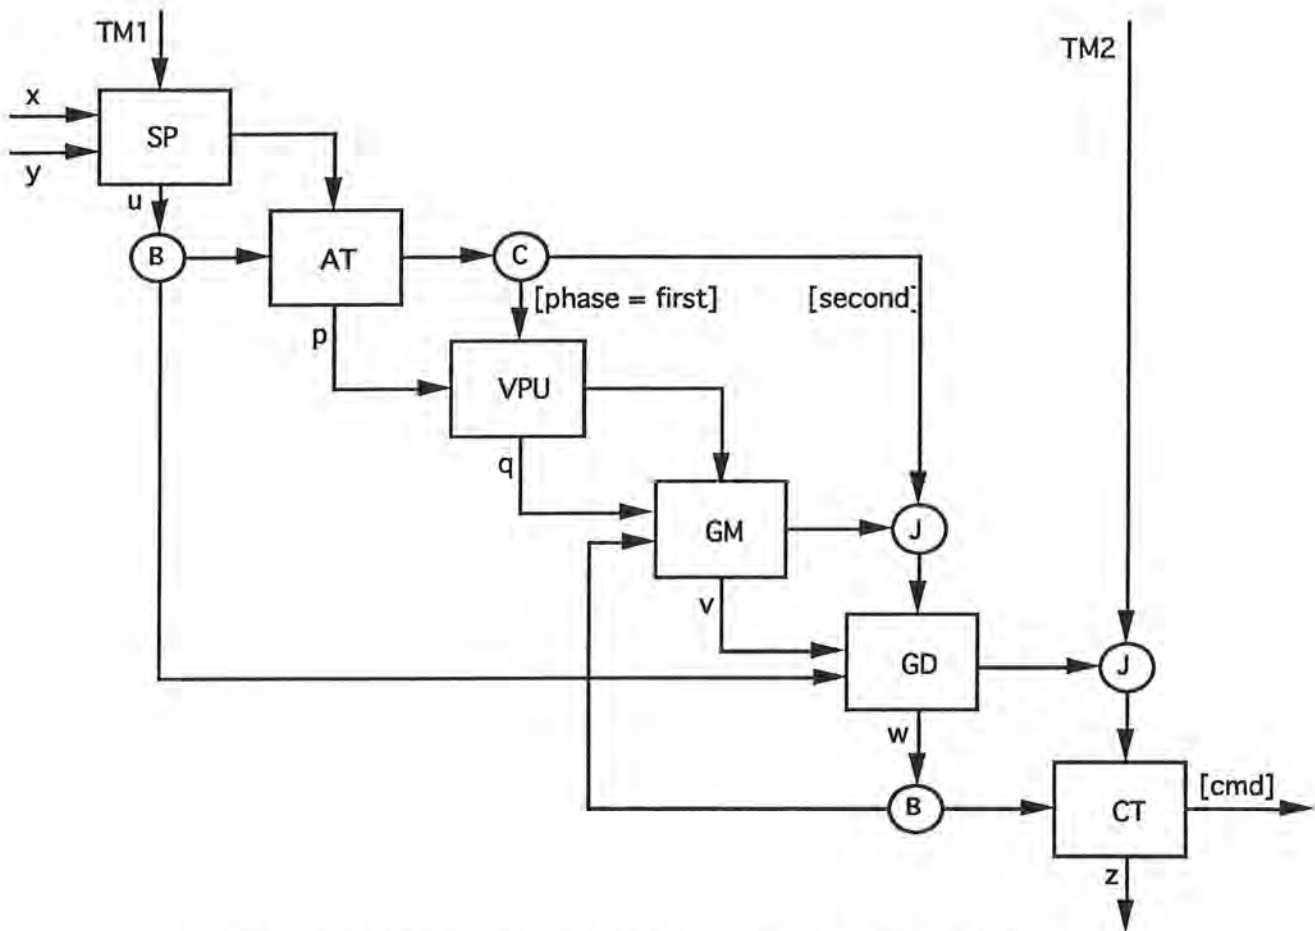 TM1
TM2
x
SP
y
u
B
AT
C
[phase = first]
[second]
p
VPU
q
GM
J
v
GD
J
w
B
CT
[cmd]
z